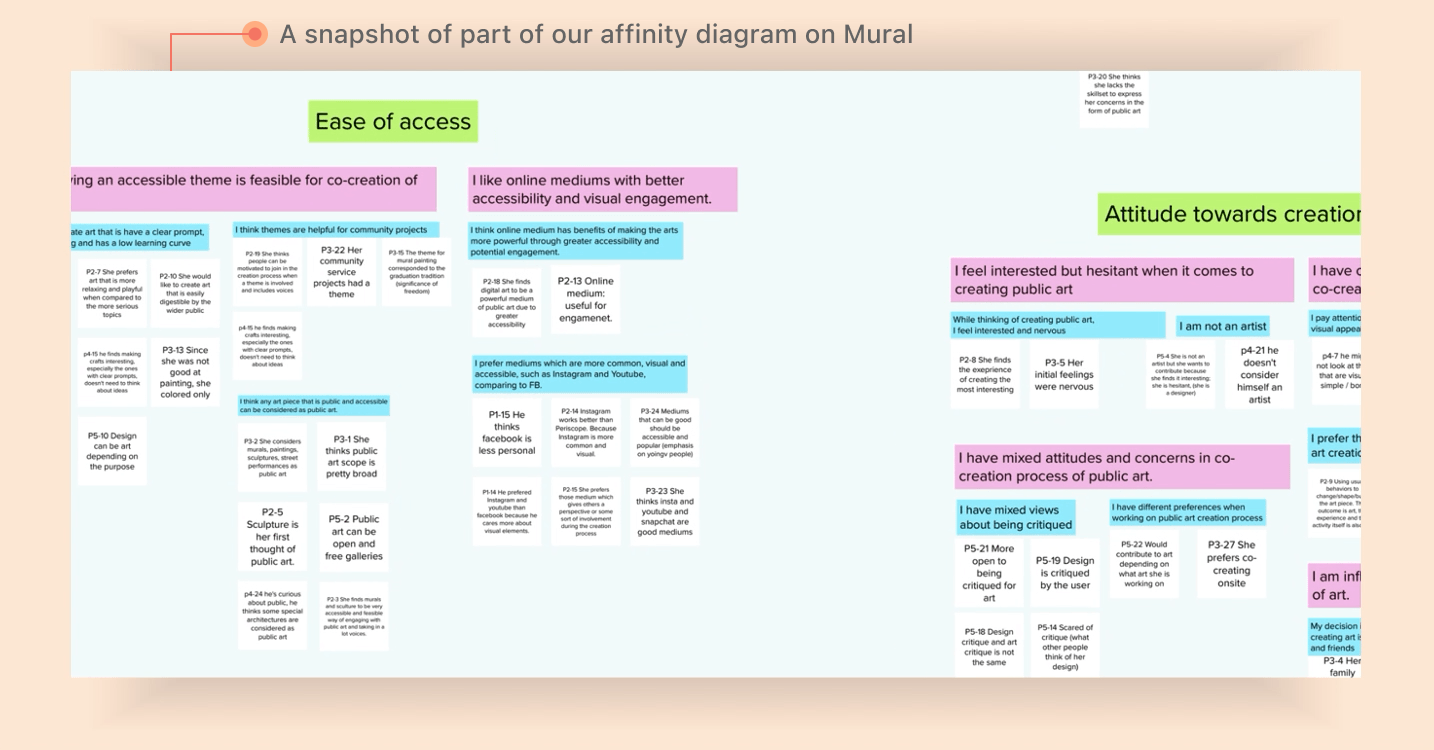 A snapshot of part of our affinity diagram on Mural
Ease of access
ing an accessible theme is feasible for co-creation of
ate art that is have a clear prompt,
g and has a low learning curve
P2-7 She prefers
art that is more
relaxing and playful
when compared to
the more serious
topics
P2-10 She would
like to create art
that is easily
digestible by the
wider public
p4-15 he finds making
crafts interesting,
especially the ones
with clear prompts,
doesn't need to think
about ideas
P3-13 Since
she was not
good at
painting, she
colored only
P5-10 Design
can be art
depending on
the purpose
I think themes are helpful for community projects
P2-19 She thinks
people can be
motivated to join in the
creation process when
a theme is involved
and includes voices
P3-22 Her
community
service
projects had a
theme
P3-15 The theme for
mural painting
corresponded to the
graduation tradition
(significance of
freedom)
p4-15 he finds making
crafts interesting,
especially the ones
with clear prompts,
doesn't need to think
about ideas
I think any art piece that is public and accessible
can be considered as public art.
P3-2 She considers
murals, paintings,
sculptures, street
performances as
public art
P3-1 She
thinks public
art scope is
pretty broad
P2-5
Sculpture is
her first
thought of
public art.
P5-2 Public
art can be
open and
free galleries
p4-24 he's curious
about public, he
thinks some special
architectures are
considered as
public art
P2-3 She finds murals
and sculture to be very
accessible and feasible
way of engaging with
public art and taking in a
lot voices.
I like online mediums with better
accessibility and visual engagement.
I think online medium has benefits of making the arts
more powerful through greater accessibility and
potential engagement.
P2-18 She finds
digital art to be a
powerful medium
of public art due to
greater
accessibility
P2-13 Online
medium:
useful for
engamenet.
I prefer mediums which are more common, visual and
accessible, such as Instagram and Youtube,
comparing to FB.
P1-15 He
thinks
facebook is
less personal
P2-14 Instagram
works better than
Periscope. Because
Instagram is more
common and
visual.
P3-24 Mediums
that can be good
should be
accessible and
popular (emphasis
on yoingv people)
P1-14 He prefered
Instagram and
youtube than
facebook because he
cares more about
visual elements.
P2-15 She prefers
those medium which
gives others a
perspective or some
sort of involvement
during the creation
process
P3-23 She
thinks insta and
youtube and
snapchat are
good mediums
P3-20 She thinks
she lacks the
skillset to express
her concerns in the
form of public art
Attitude towards creation
I feel interested but hesitant when it comes to
creating public art
While thinking of creating public art,
I feel interested and nervous
P2-8 She finds
the exeprience
of creating the
most interesting
P3-5 Her
initial feelings
were nervous
I am not an artist
P5-4 She is not an
artist but she wants to
contribute because
she finds it interesting;
she is hesitant, (she is
a designer)
p4-21 he
doesn't
consider
himself an
artist
I have mixed attitudes and concerns in co-
creation process of public art.
I have mixed views
about being critiqued
P5-21 More
open to
being
critiqued for
art
P5-19 Design
is critiqued
by the user
P5-18 Design
critique and art
critique is not
the same
P5-14 Scared of
critique (what
other people
think of her
design)
I have different preferences when
working on public art creation process
P5-22 Would
contribute to art
depending on
what art she is
working on
P3-27 She
prefers co-
creating
onsite
I have c
co-crea
I pay attentio
visual appea
p4-7 he mi
not look at th
that are visu
simple / bo
I prefer th
art creatio
P2-9 Using usu
behaviors to
change/shape/bu
the art piece. Th
outcome is art, t
experience and t
activity itself is also
I am infl
of art.
My decision i
creating art is
and friends
P3-4 Her
family